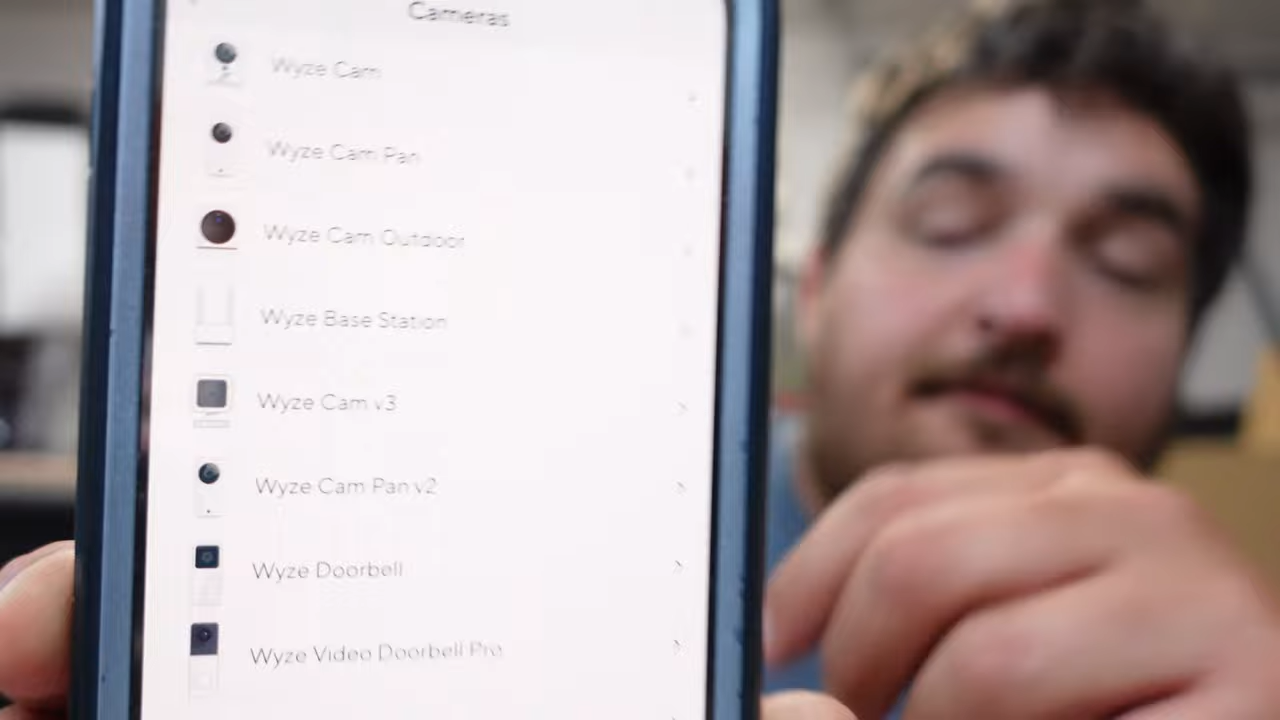 Cameras
Wyze Cam
Wyze Cam Pan
Wyze Cam Outdoor
Wyze Base Station
Wyze Cam v3
Wyze Cam Pan v2
Wyze Doorbell
Wyze Video Doorbell Pro